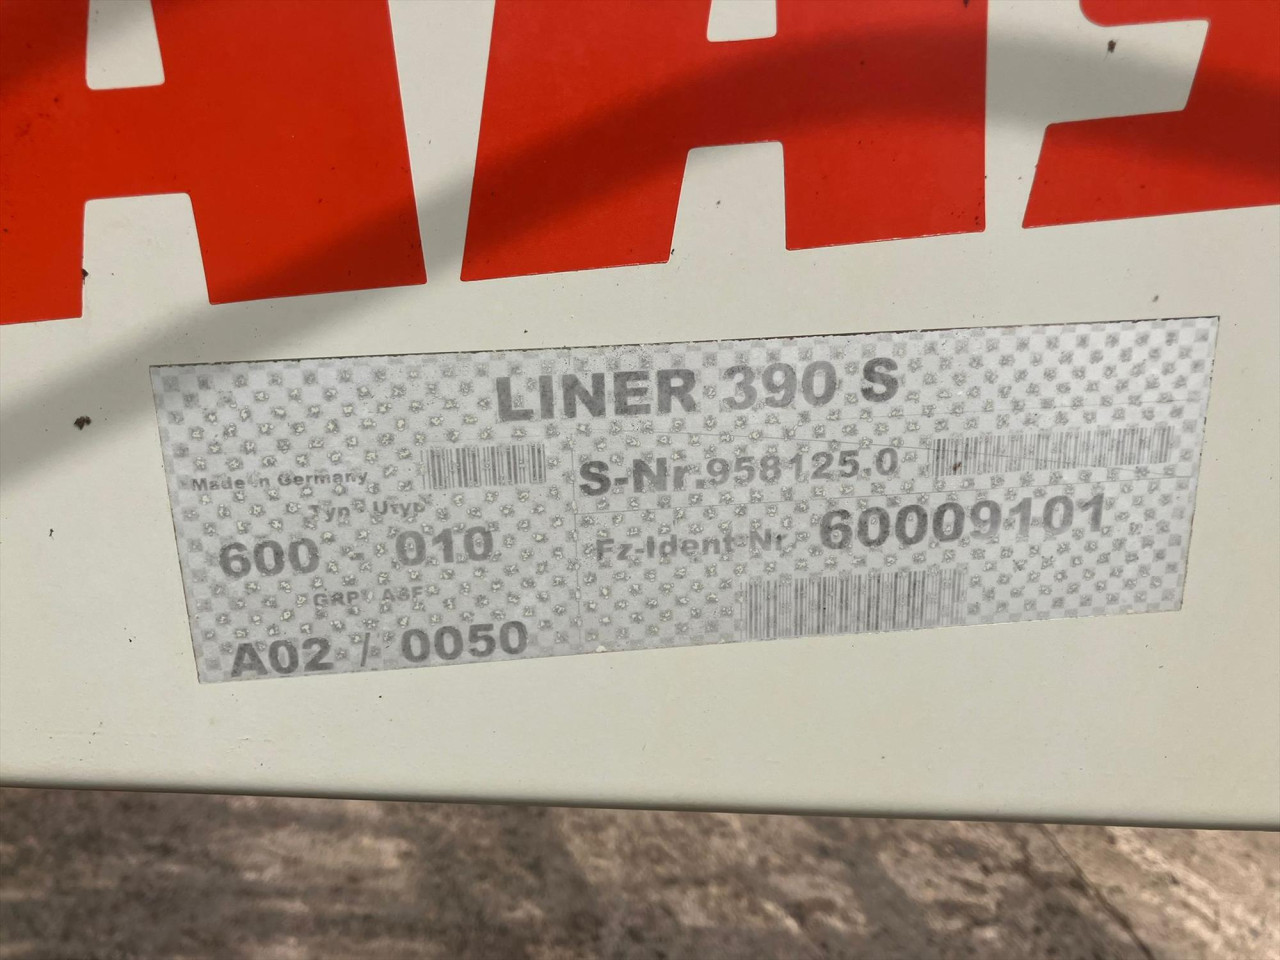 AAS
LINER 390 S
Made in Germany
S-Nr.958125.0
Typ Utyp
600 - 010
Fz-Ident-Nr. 60009101
GRP / ASF
A02 / 0050